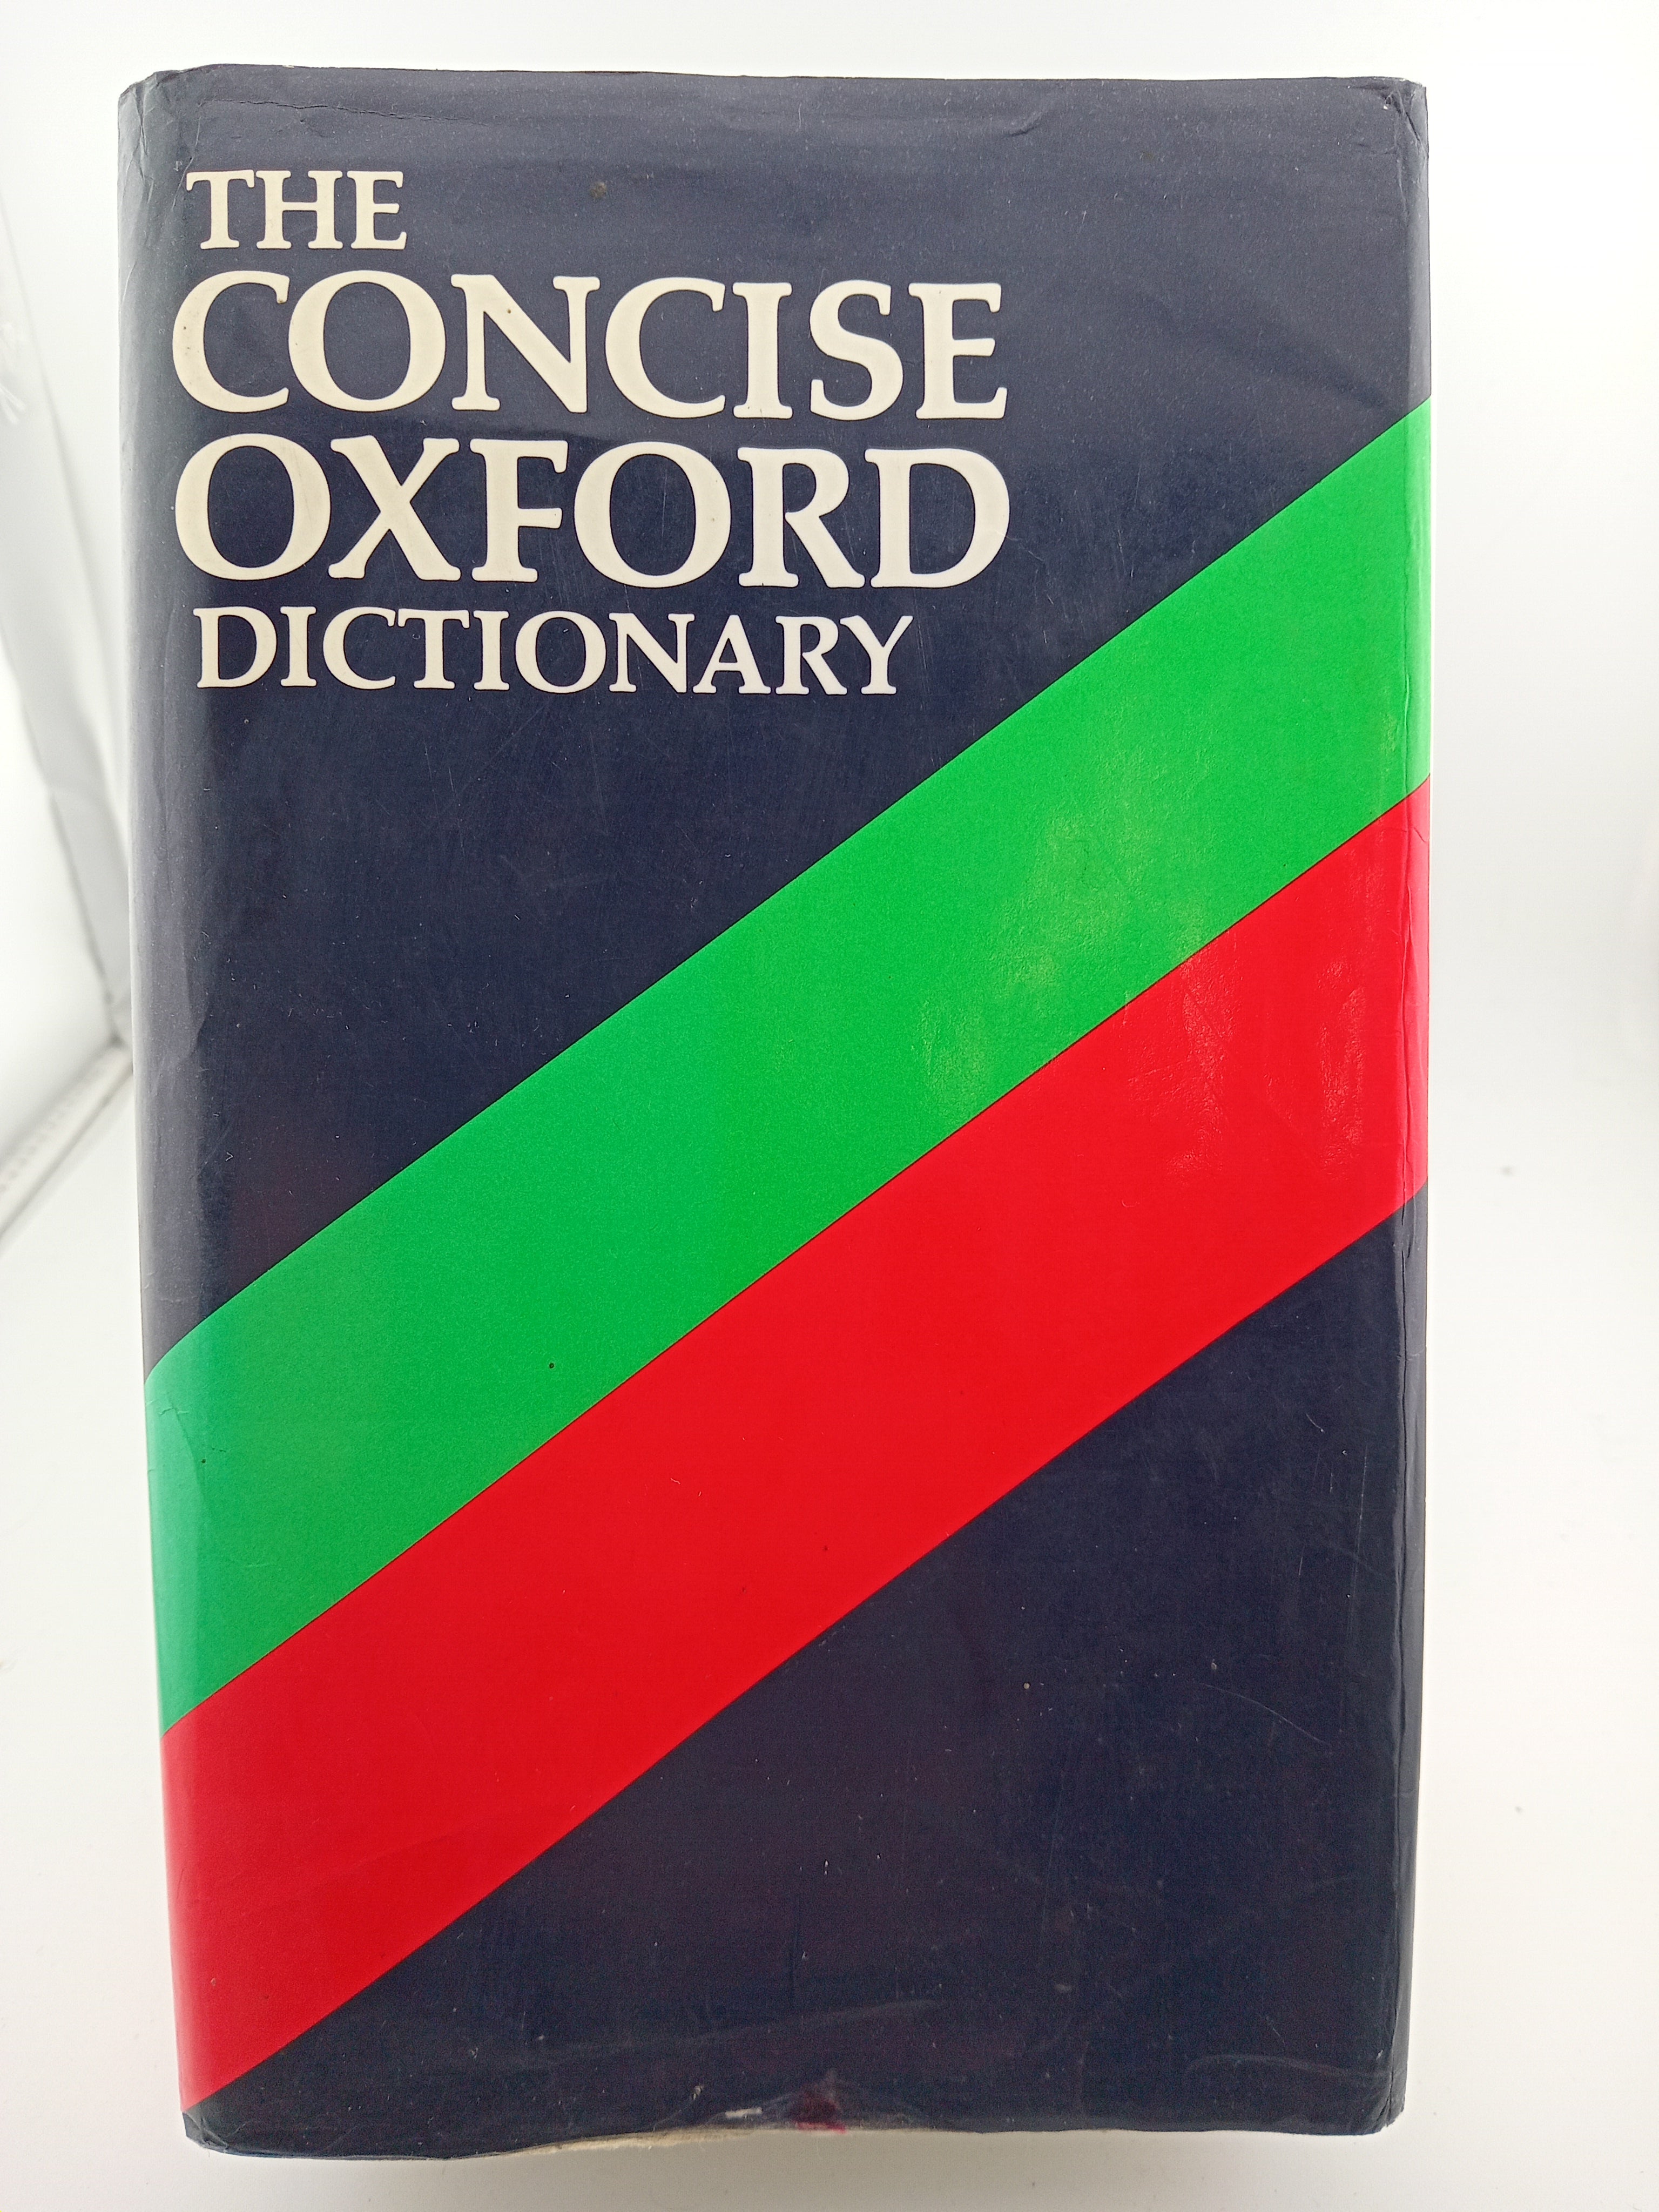 THE
CONCISE
OXFORD
DICTIONARY